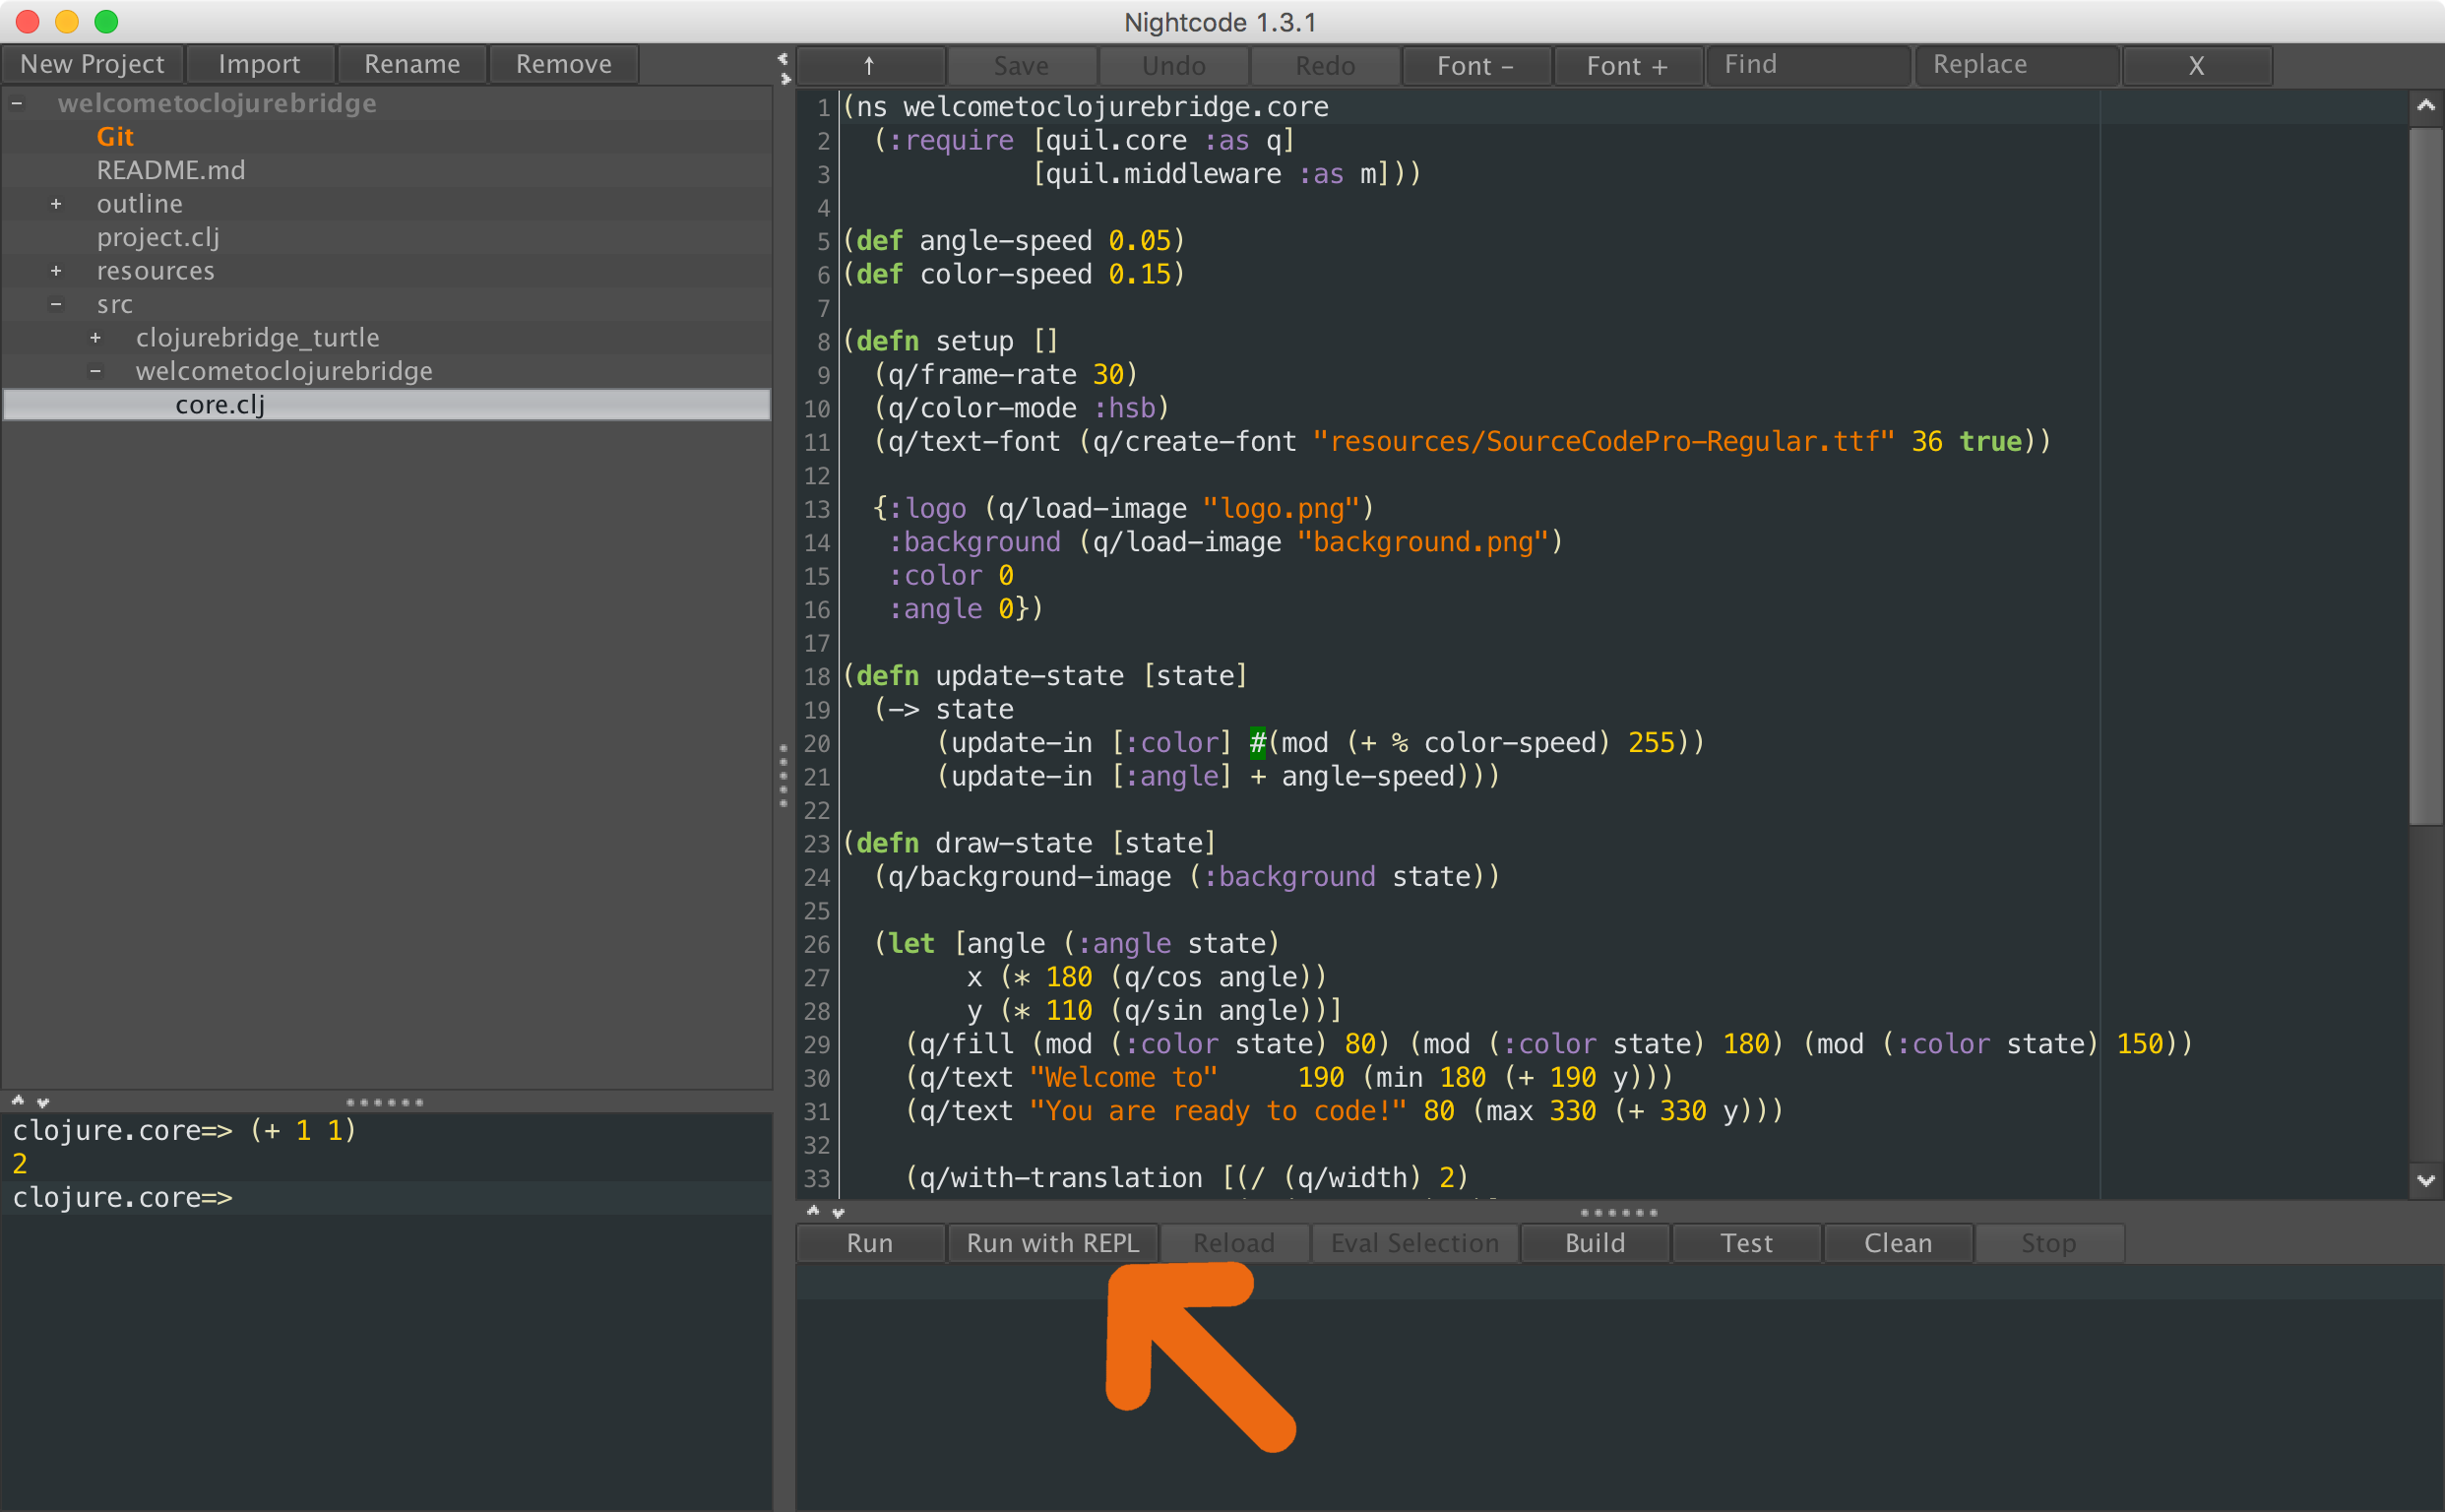 Nightcode 1.3.1
New Project Import Rename Remove
↑ Save Undo Redo Font - Font + Find Replace X
welcometoclojurebridge
Git
README.md
outline
project.clj
resources
src
clojurebridge_turtle
welcometoclojurebridge
core.clj
clojure.core=> (+ 1 1)
2
clojure.core=>
1 (ns welcometoclojurebridge.core
2   (:require [quil.core :as q]
3             [quil.middleware :as m]))
4
5 (def angle-speed 0.05)
6 (def color-speed 0.15)
7
8 (defn setup []
9   (q/frame-rate 30)
10   (q/color-mode :hsb)
11   (q/text-font (q/create-font "resources/SourceCodePro-Regular.ttf" 36 true))
12
13   {:logo (q/load-image "logo.png")
14    :background (q/load-image "background.png")
15    :color 0
16    :angle 0})
17
18 (defn update-state [state]
19   (-> state
20       (update-in [:color] #(mod (+ % color-speed) 255))
21       (update-in [:angle] + angle-speed)))
22
23 (defn draw-state [state]
24   (q/background-image (:background state))
25
26   (let [angle (:angle state)
27         x (* 180 (q/cos angle))
28         y (* 110 (q/sin angle))]
29     (q/fill (mod (:color state) 80) (mod (:color state) 180) (mod (:color state) 150))
30     (q/text "Welcome to"     190 (min 180 (+ 190 y)))
31     (q/text "You are ready to code!" 80 (max 330 (+ 330 y)))
32
33     (q/with-translation [(/ (q/width) 2)
Run Run with REPL Reload Eval Selection Build Test Clean Stop